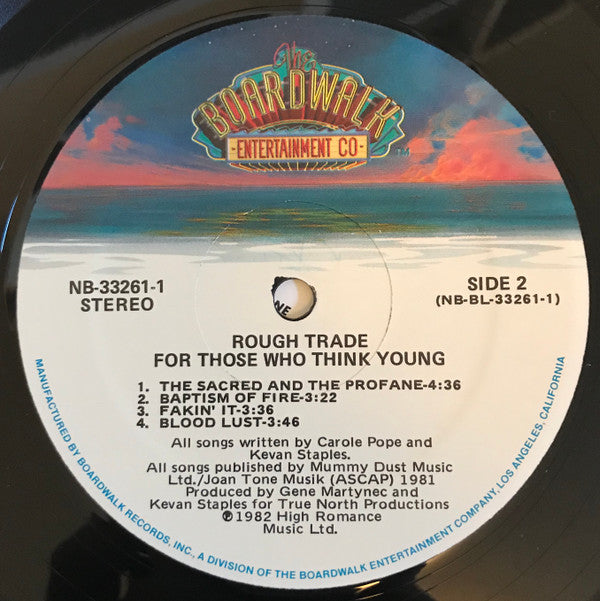 The
BOARDWALK
ENTERTAINMENT CO
TM
NB-33261-1
STEREO
SIDE 2
(NB-BL-33261-1)
NE
ROUGH TRADE
FOR THOSE WHO THINK YOUNG
1. THE SACRED AND THE PROFANE-4:36
2. BAPTISM OF FIRE-3:22
3. FAKIN' IT-3:36
4. BLOOD LUST-3:46
All songs written by Carole Pope and
Kevan Staples.
All songs published by Mummy Dust Music
Ltd./Joan Tone Musik (ASCAP) 1981
Produced by Gene Martynec and
Kevan Staples for True North Productions
℗1982 High Romance
Music Ltd.
MANUFACTURED BY BOARDWALK RECORDS, INC., A DIVISION OF THE BOARDWALK ENTERTAINMENT COMPANY, LOS ANGELES, CALIFORNIA